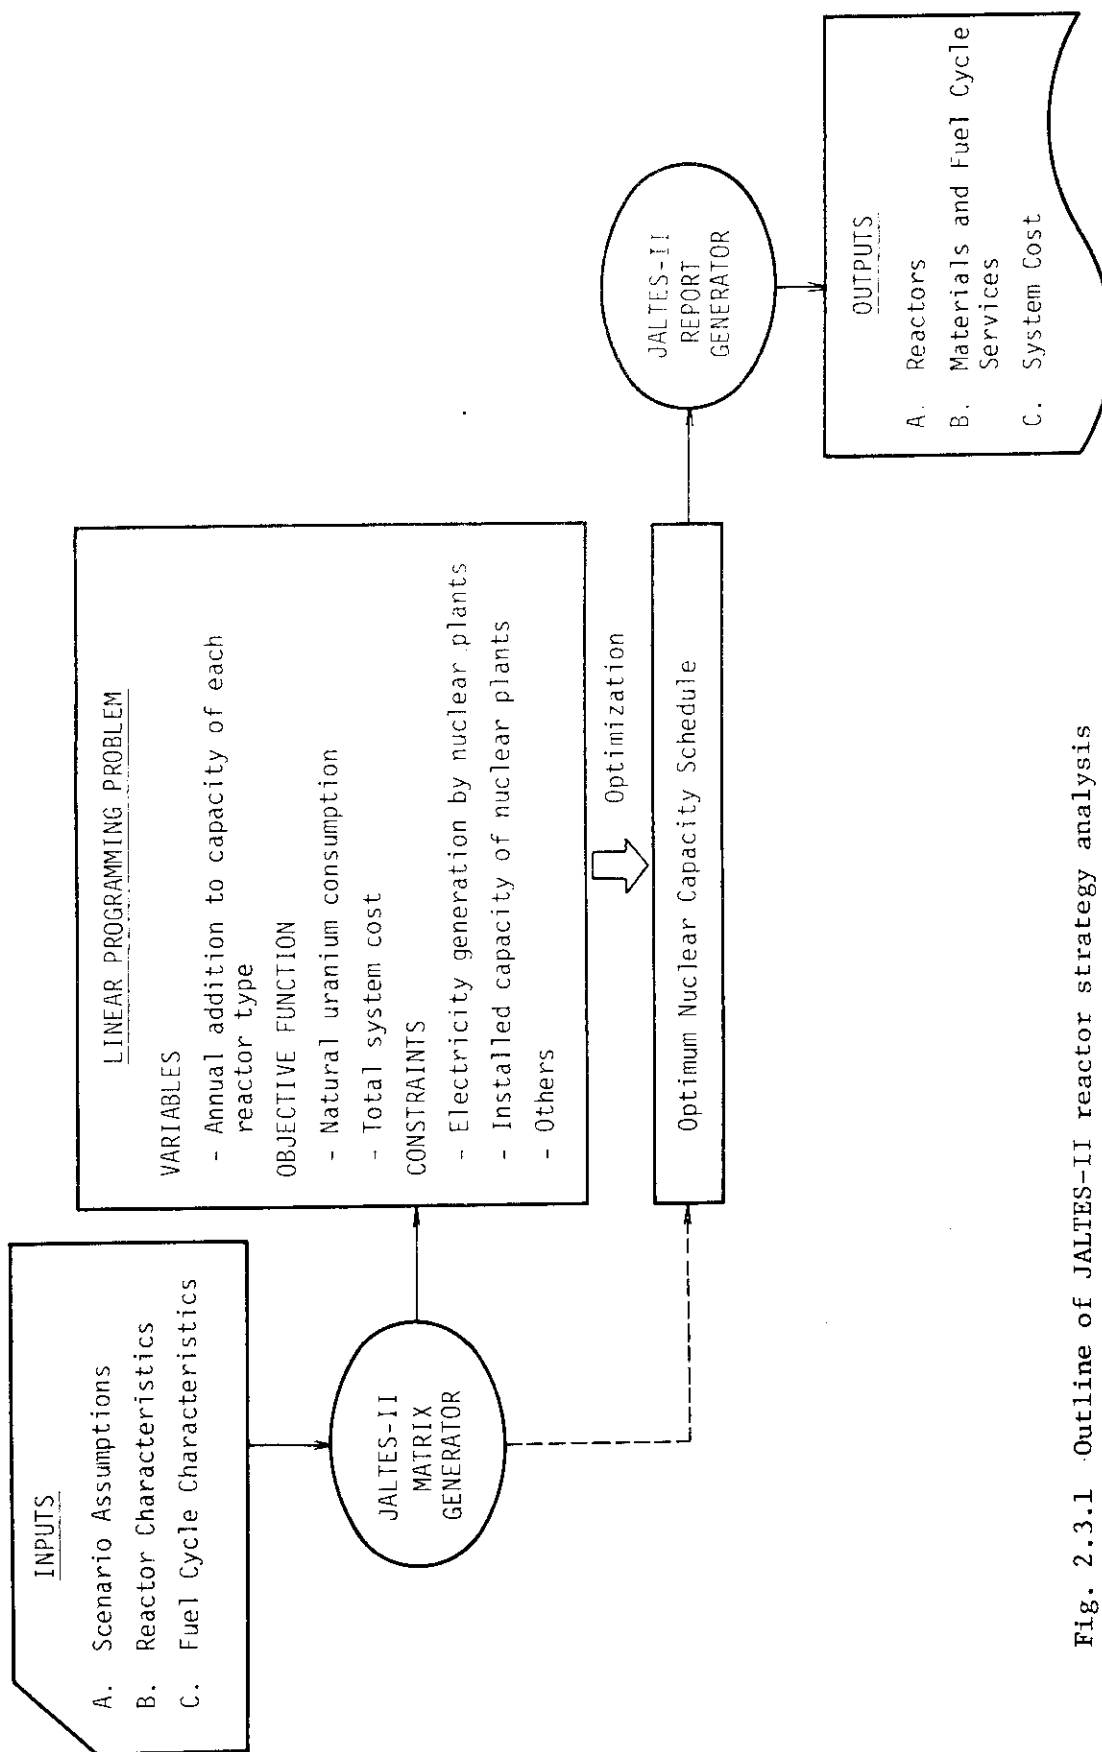 INPUTS
A. Scenario Assumptions
B. Reactor Characteristics
C. Fuel Cycle Characteristics
JALTES-II
MATRIX
GENERATOR
LINEAR PROGRAMMING PROBLEM
VARIABLES
- Annual addition to capacity of each
reactor type
OBJECTIVE FUNCTION
- Natural uranium consumption
- Total system cost
CONSTRAINTS
- Electricity generation by nuclear plants
- Installed capacity of nuclear plants
- Others
Optimization
Optimum Nuclear Capacity Schedule
JALTES-II
REPORT
GENERATOR
OUTPUTS
A. Reactors
B. Materials and Fuel Cycle
Services
C. System Cost
Fig. 2.3.1 Outline of JALTES-II reactor strategy analysis